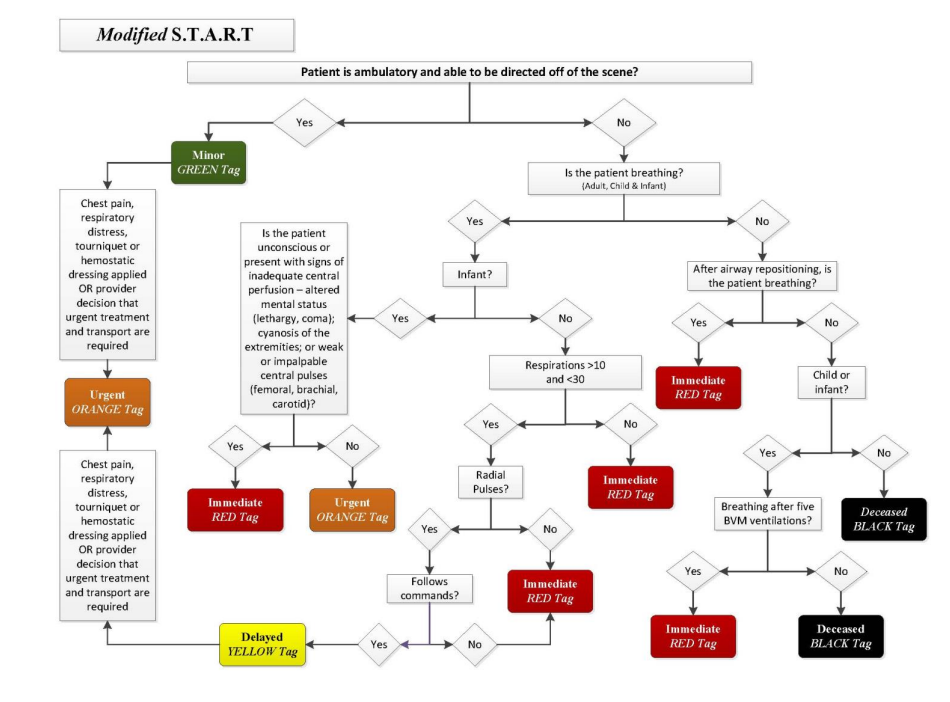 Modified S.T.A.R.T
Patient is ambulatory and able to be directed off of the scene?
Yes
No
Minor
GREEN Tag
Is the patient breathing?
(Adult, Child & Infant)
Chest pain,
respiratory
distress,
tourniquet or
hemostatic
dressing applied
OR provider
decision that
urgent treatment
and transport are
required
Yes
No
Is the patient
unconscious or
present with signs of
inadequate central
perfusion – altered
mental status
(lethargy, coma);
cyanosis of the
extremities; or weak
or impalpable
central pulses
(femoral, brachial,
carotid)?
Infant?
After airway repositioning, is
the patient breathing?
Yes
No
Yes
No
Respirations >10
and <30
Immediate
RED Tag
Child or
infant?
Urgent
ORANGE Tag
Yes
No
Yes
No
Yes
No
Chest pain,
respiratory
distress,
tourniquet or
hemostatic
dressing applied
OR provider
decision that
urgent treatment
and transport are
required
Immediate
RED Tag
Urgent
ORANGE Tag
Radial
Pulses?
Immediate
RED Tag
Breathing after five
BVM ventilations?
Deceased
BLACK Tag
Yes
No
Follows
commands?
Immediate
RED Tag
Yes
No
Immediate
RED Tag
Deceased
BLACK Tag
Delayed
YELLOW Tag
Yes
No